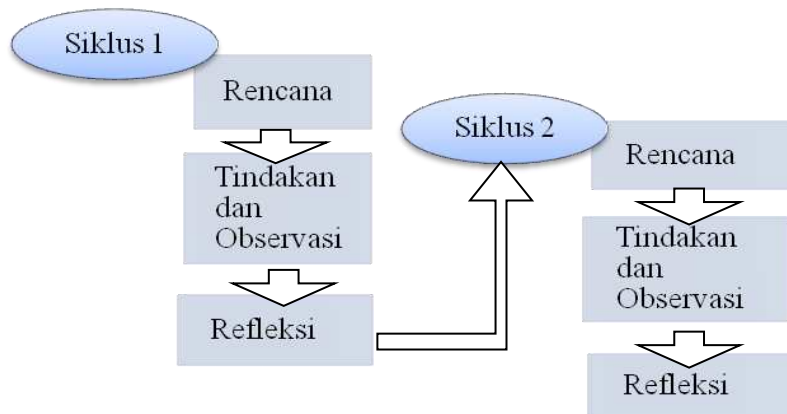 Siklus 1
Rencana
Tindakan
dan
Observasi
Refleksi
Siklus 2
Rencana
Tindakan
dan
Observasi
Refleksi